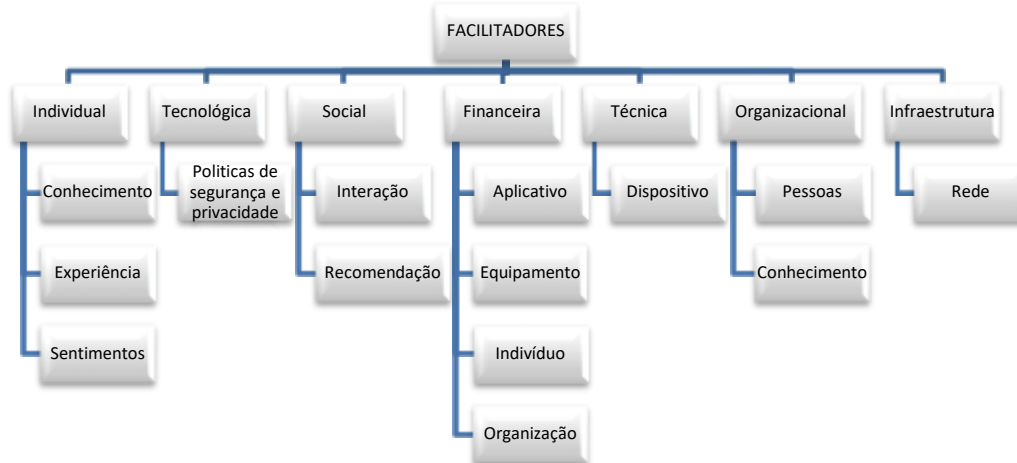 FACILITADORES
Individual
Tecnológica
Social
Financeira
Técnica
Organizacional
Infraestrutura
Conhecimento
Politicas de
segurança e
privacidade
Interação
Aplicativo
Dispositivo
Pessoas
Rede
Experiência
Recomendação
Equipamento
Conhecimento
Sentimentos
Indivíduo
Organização